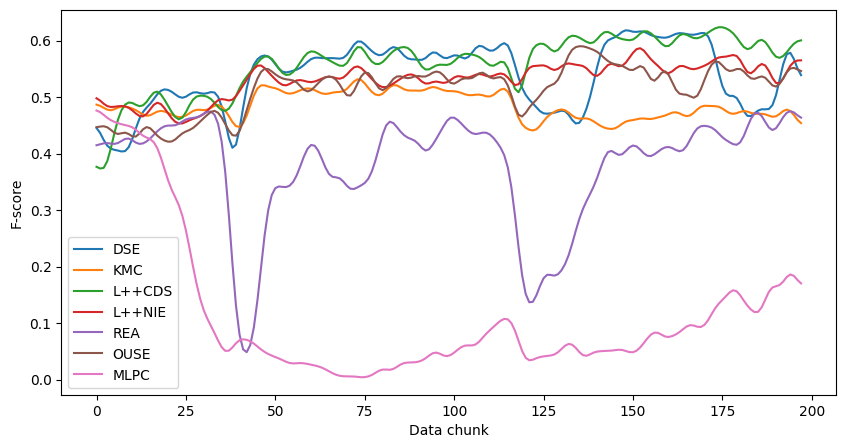 F-score
0.6
0.5
0.4
0.3
0.2
0.1
0.0
DSE
KMC
L++CDS
L++NIE
REA
OUSE
MLPC
0 25 50 75 100 125 150 175 200
Data chunk